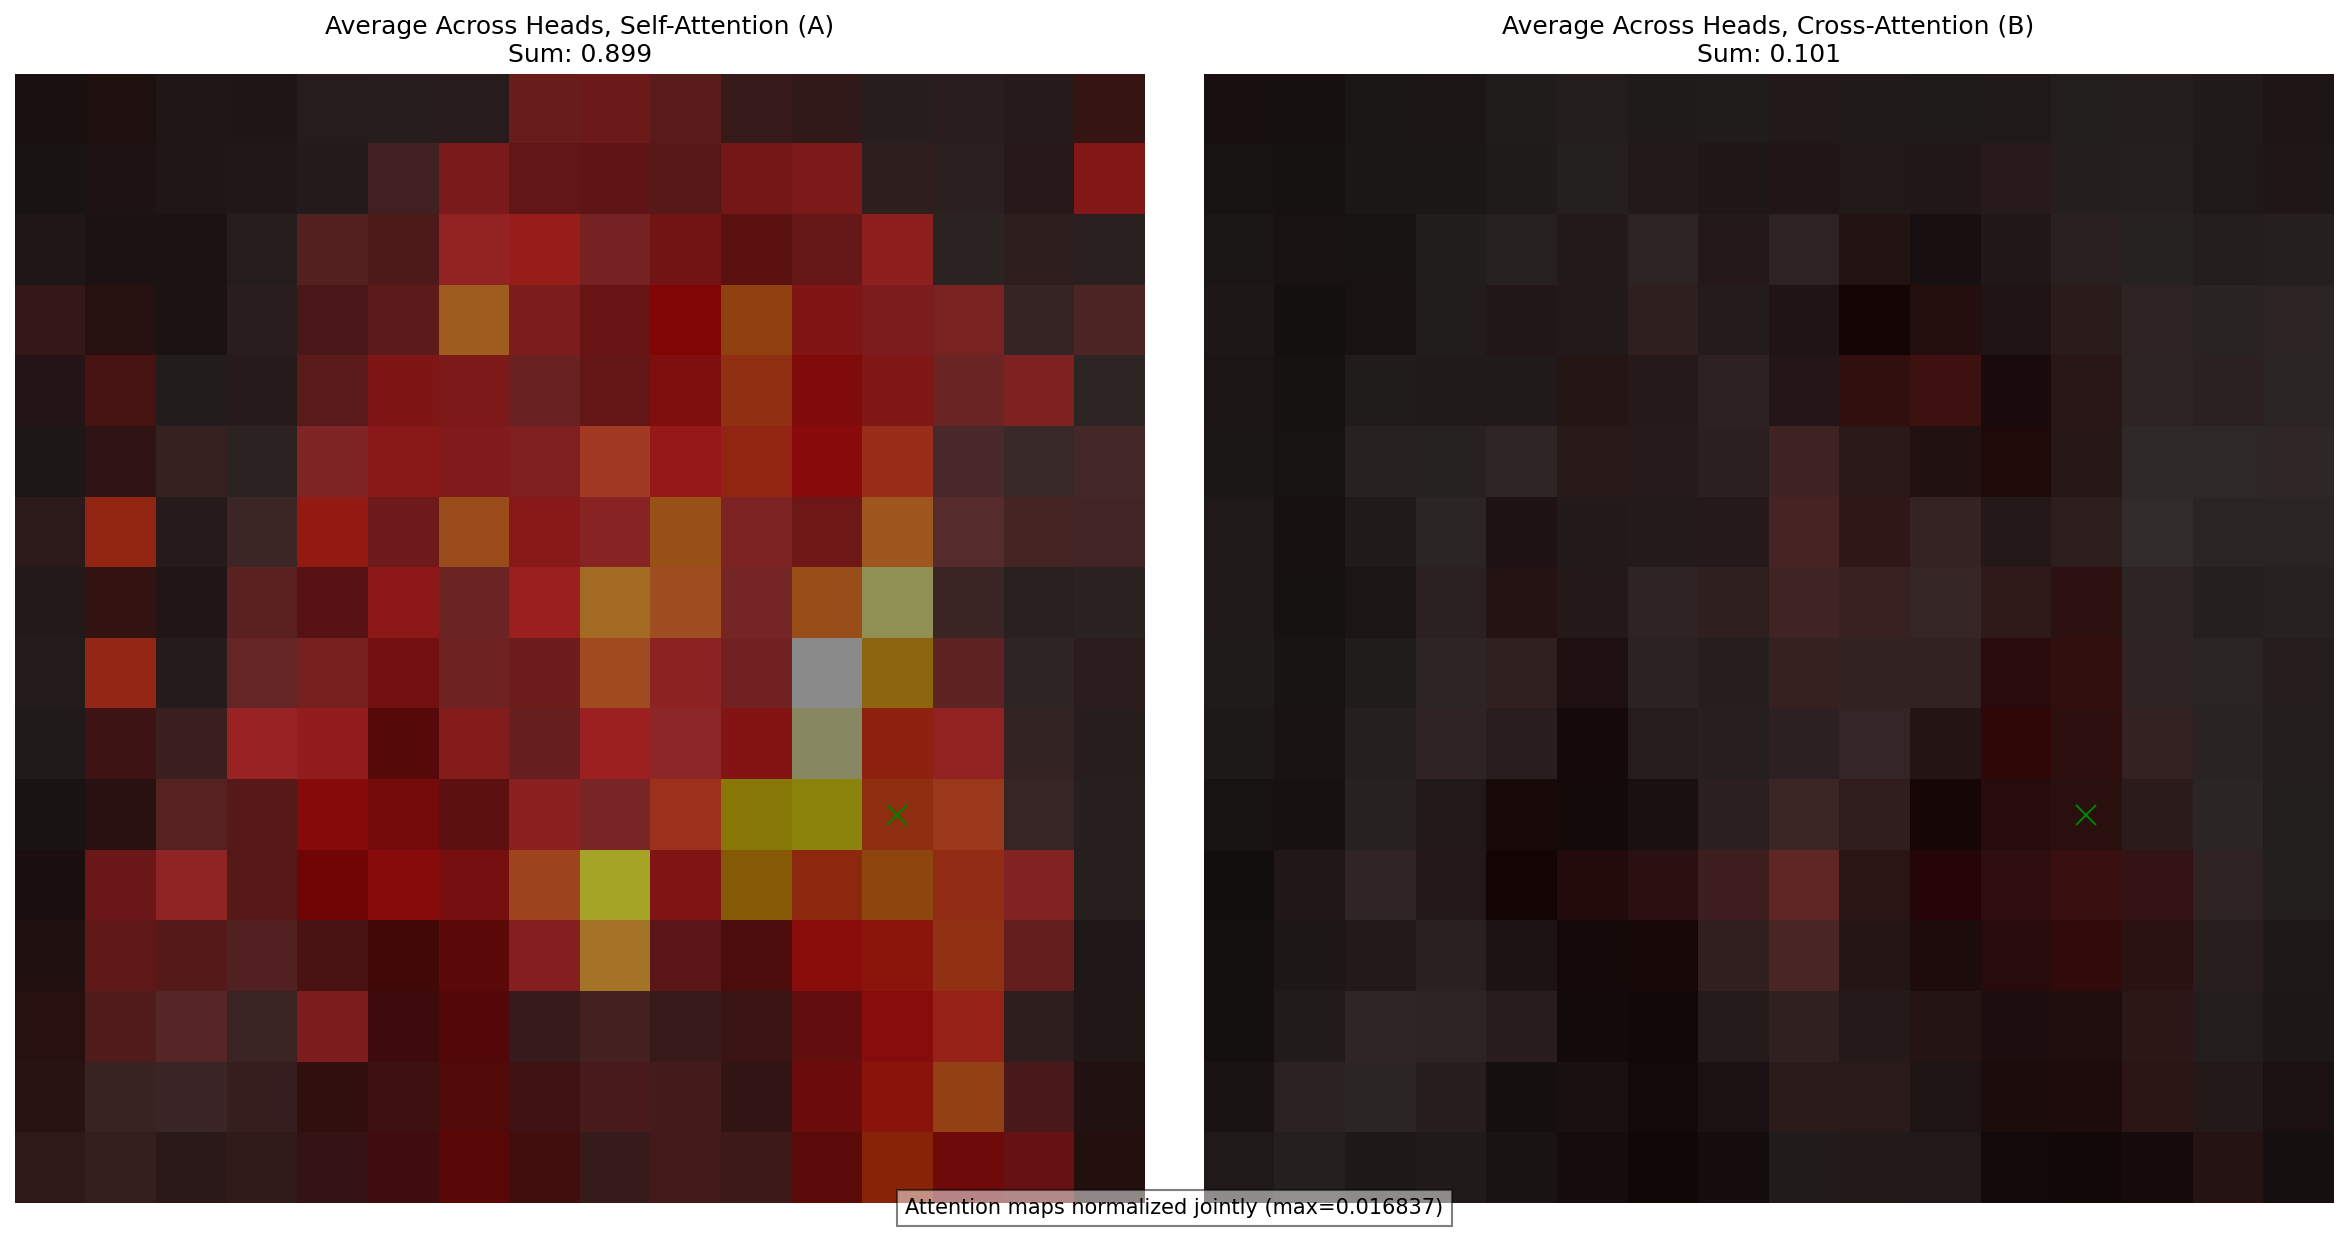 Average Across Heads, Self-Attention (A)
Sum: 0.899
Average Across Heads, Cross-Attention (B)
Sum: 0.101
Attention maps normalized jointly (max=0.016837)